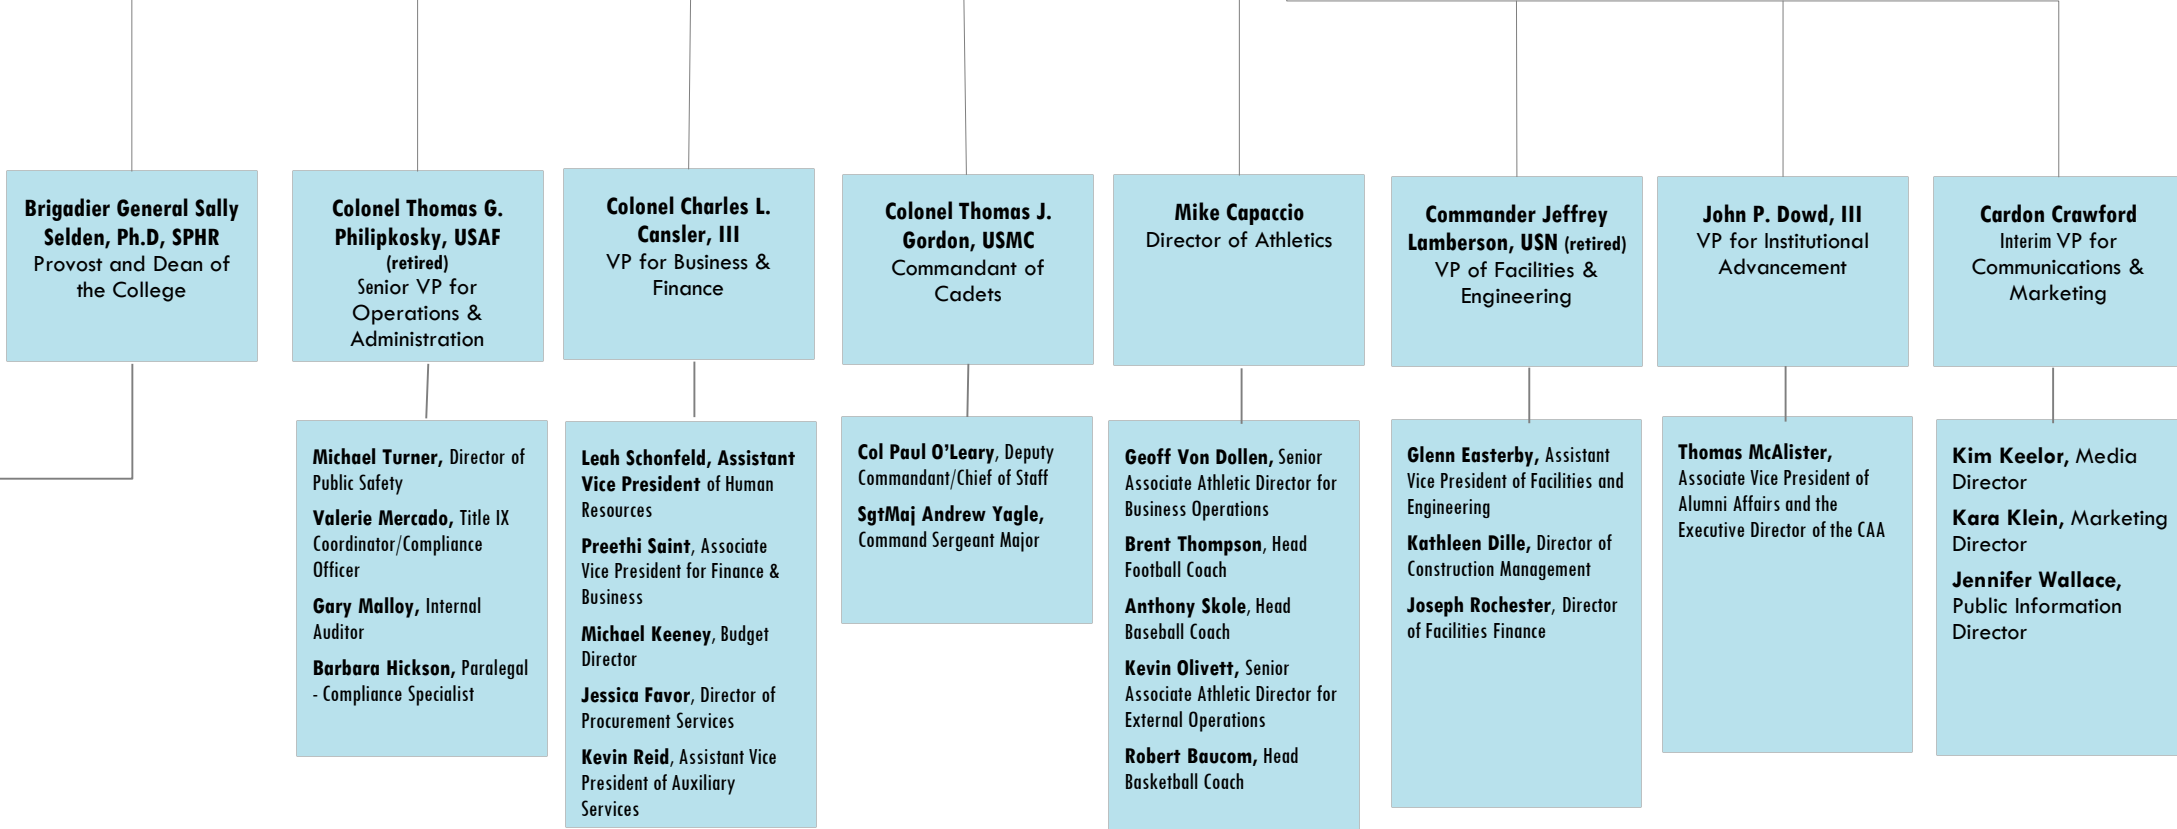 Brigadier General Sally
Selden, Ph.D, SPHR
Provost and Dean of
the College
Colonel Thomas G.
Philipkosky, USAF
(retired)
Senior VP for
Operations &
Administration
Colonel Charles L.
Cansler, III
VP for Business &
Finance
Colonel Thomas J.
Gordon, USMC
Commandant of
Cadets
Mike Capaccio
Director of Athletics
Commander Jeffrey
Lamberson, USN (retired)
VP of Facilities &
Engineering
John P. Dowd, III
VP for Institutional
Advancement
Cardon Crawford
Interim VP for
Communications &
Marketing
Michael Turner, Director of
Public Safety
Valerie Mercado, Title IX
Coordinator/Compliance
Officer
Gary Malloy, Internal
Auditor
Barbara Hickson, Paralegal
- Compliance Specialist
Leah Schonfeld, Assistant
Vice President of Human
Resources
Preethi Saint, Associate
Vice President for Finance &
Business
Michael Keeney, Budget
Director
Jessica Favor, Director of
Procurement Services
Kevin Reid, Assistant Vice
President of Auxiliary
Services
Col Paul O’Leary, Deputy
Commandant/Chief of Staff
SgtMaj Andrew Yagle,
Command Sergeant Major
Geoff Von Dollen, Senior
Associate Athletic Director for
Business Operations
Brent Thompson, Head
Football Coach
Anthony Skole, Head
Baseball Coach
Kevin Olivett, Senior
Associate Athletic Director for
External Operations
Robert Baucom, Head
Basketball Coach
Glenn Easterby, Assistant
Vice President of Facilities and
Engineering
Kathleen Dille, Director of
Construction Management
Joseph Rochester, Director
of Facilities Finance
Thomas McAlister,
Associate Vice President of
Alumni Affairs and the
Executive Director of the CAA
Kim Keelor, Media
Director
Kara Klein, Marketing
Director
Jennifer Wallace,
Public Information
Director